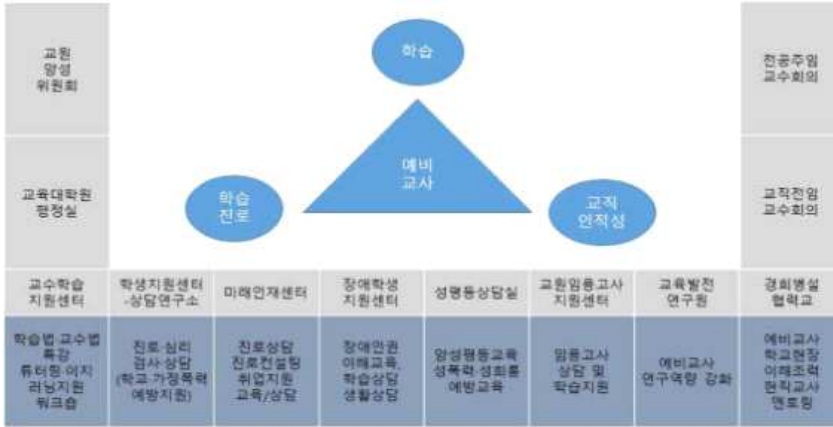 교원
양성
위원회
학습
전공주임
교수회의
예비
교사
교육대학원
행정실
학습
진로
교직
인적성
교직전임
교수회의
교수학습
지원센터
학생지원센터
-상담연구소
미래인재센터
장애학생
지원센터
성평등상담실
교원임용고사
지원센터
교육발전
연구원
경희병설
협력교
학습법·교수법
특강
튜터링·이지
러닝지원
워크숍
진로·심리
검사·상담
(학교·가정폭력
예방지원)
진로상담
진로컨설팅
취업지원
교육/상담
장애인권
이해교육,
학습상담
생활상담
양성평등교육
성폭력·성희롱
예방교육
임용고사
상담 및
학습지원
예비교사
연구역량 강화
예비교사
학교현장
이해조력
현직교사
멘토링